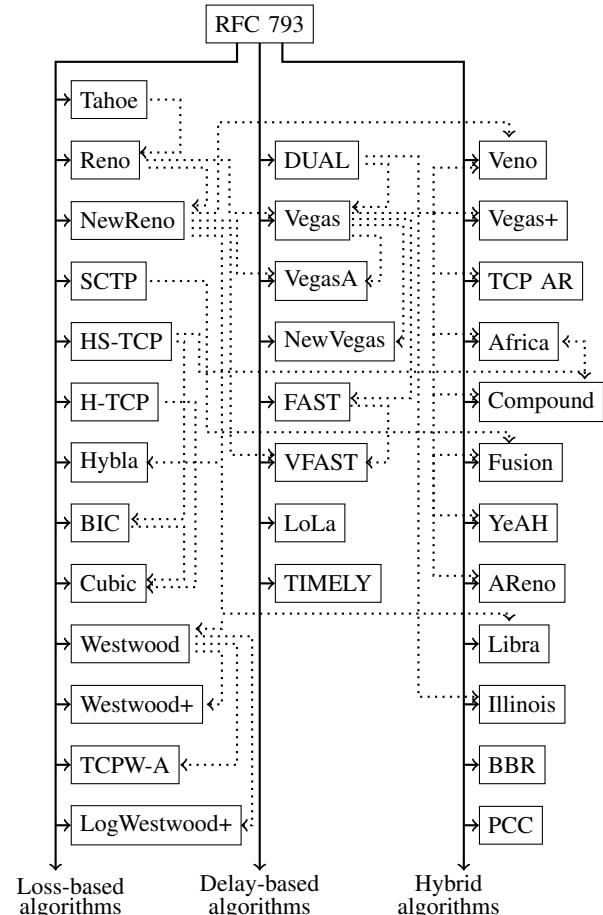 RFC 793
Tahoe
Reno
DUAL
Veno
NewReno
Vegas
Vegas+
SCTP
VegasA
TCP AR
HS-TCP
NewVegas
Africa
H-TCP
FAST
Compound
Hybla
VFAST
Fusion
BIC
LoLa
YeAH
Cubic
TIMELY
AReno
Westwood
Libra
Westwood+
Illinois
TCPW-A
BBR
LogWestwood+
PCC
Loss-based
algorithms
Delay-based
algorithms
Hybrid
algorithms